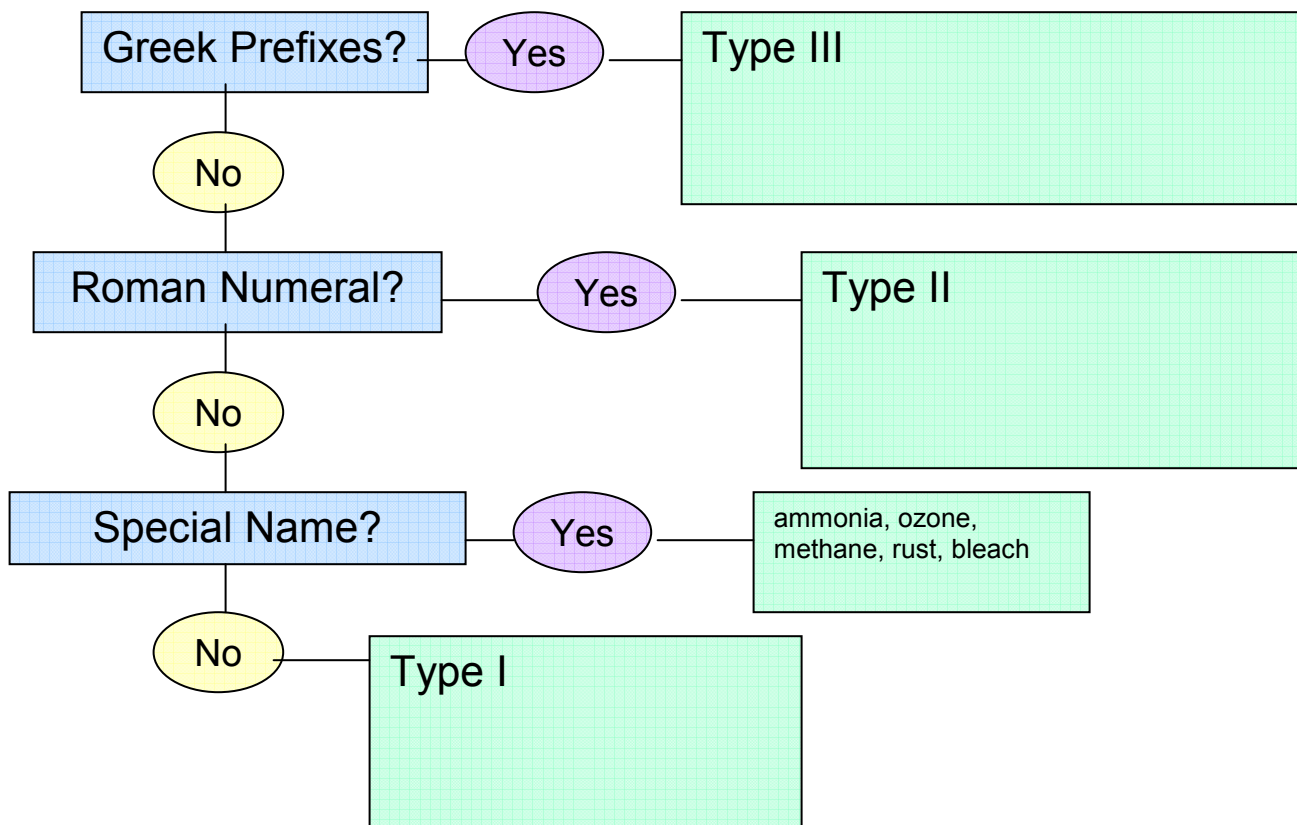 Greek Prefixes?
Yes
Type III
No
Roman Numeral?
Yes
Type II
No
Special Name?
Yes
ammonia, ozone,
methane, rust, bleach
No
Type I